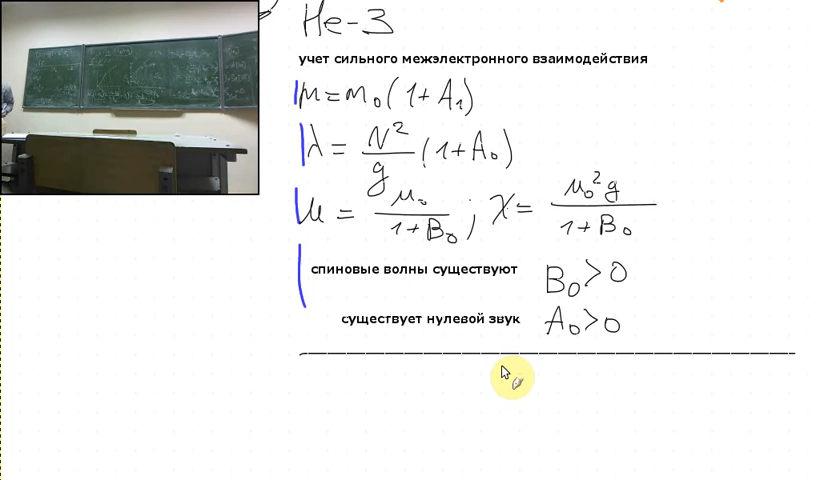 He-3
учет сильного межэлектронного взаимодействия
m = m₀ (1 + A₁)
λ = N²/g (1 + A₀)
μ = μ₀/(1 + B₀) ; χ = μ₀² g/(1 + B₀)
спиновые волны существуют B₀ > 0
существует нулевой звук A₀ > 0